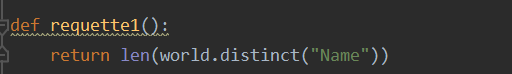 def requette1():
    return len(world.distinct("Name"))